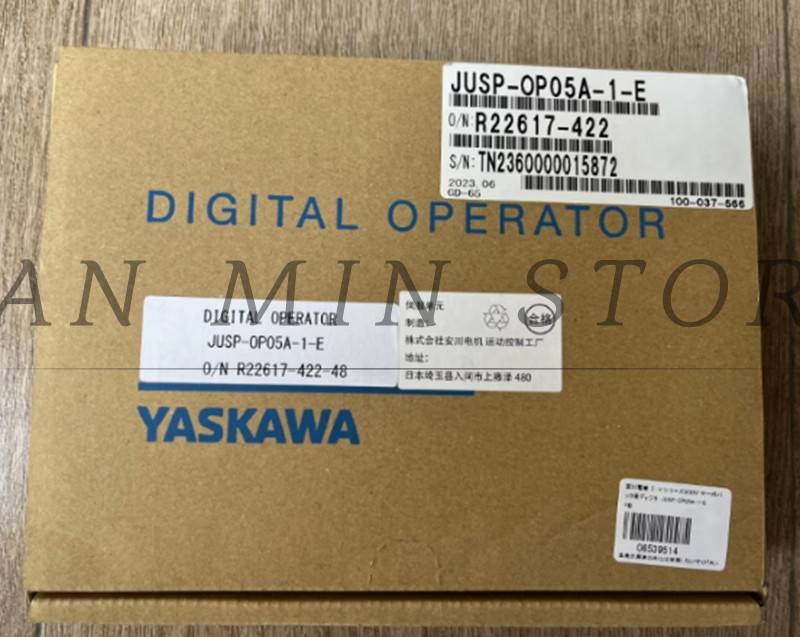 JUSP-OP05A-1-E
O/N: R22617-422
S/N: TN2360000015872
2023.06
GD-65
100-037-566
DIGITAL OPERATOR
AN MIN STOR
DIGITAL OPERATOR
JUSP-OP05A-1-E
O/N R22617-422-48
制造:
合格
株式会社安川电机 运动控制工厂
地址:
日本埼玉县入间市上藤泽 480
YASKAWA
06539514